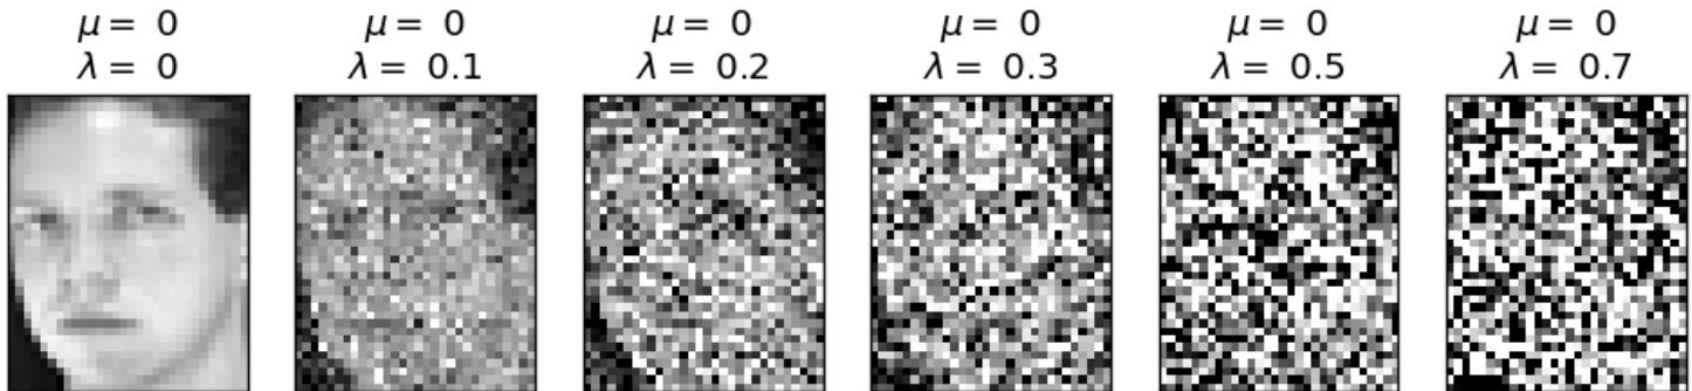 μ = 0 μ = 0 μ = 0 μ = 0 μ = 0 μ = 0
λ = 0 λ = 0.1 λ = 0.2 λ = 0.3 λ = 0.5 λ = 0.7